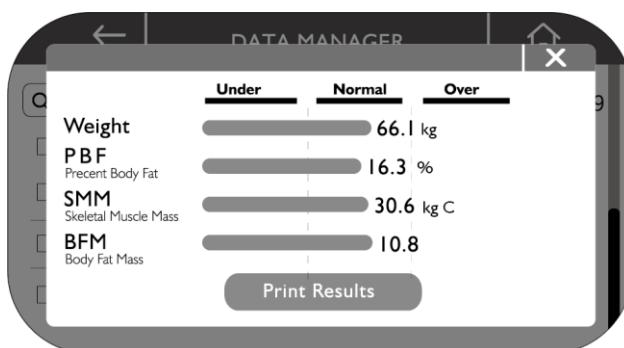 DATA MANAGER
Under Normal Over
9
Weight 66.1 kg
PBF 16.3 %
Precent Body Fat
SMM 30.6 kg C
Skeletal Muscle Mass
BFM 10.8
Body Fat Mass
Print Results